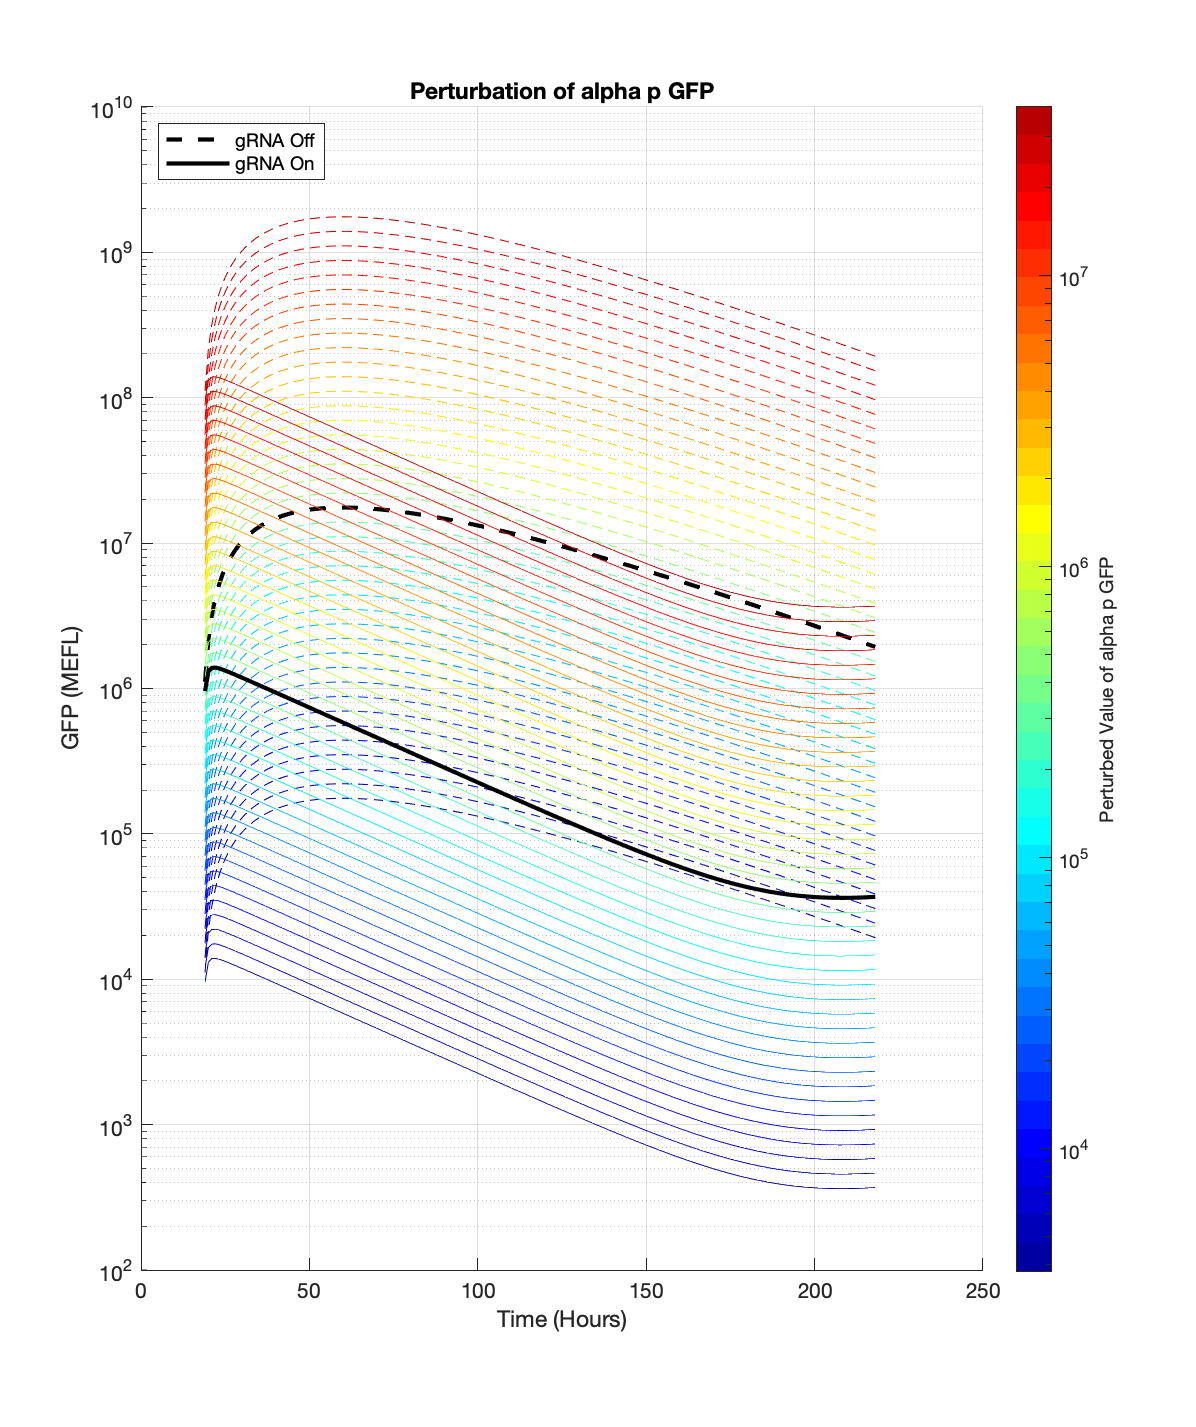 Perturbation of alpha p GFP
gRNA Off
gRNA On
GFP (MEFL)
10^10
10^9
10^8
10^7
10^6
10^5
10^4
10^3
10^2
0 50 100 150 200 250
Time (Hours)
10^7
10^6
10^5
10^4
Perturbed Value of alpha p GFP